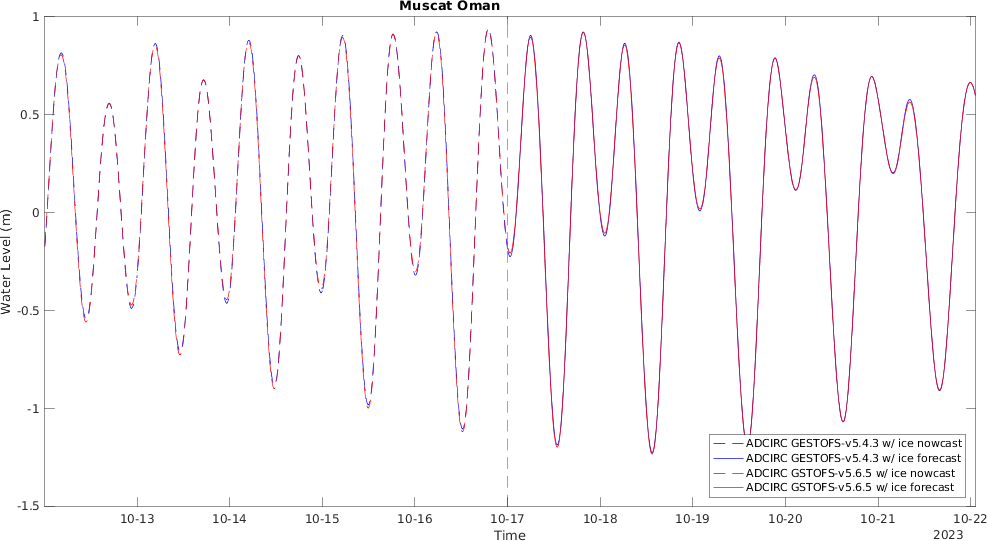 Muscat Oman
1
0.5
0
-0.5
-1
-1.5
Water Level (m)
10-13 10-14 10-15 10-16 10-17 10-18 10-19 10-20 10-21 10-22
Time
2023
ADCIRC GESTOFS-v5.4.3 w/ ice nowcast
ADCIRC GESTOFS-v5.4.3 w/ ice forecast
ADCIRC GSTOFS-v5.6.5 w/ ice nowcast
ADCIRC GSTOFS-v5.6.5 w/ ice forecast